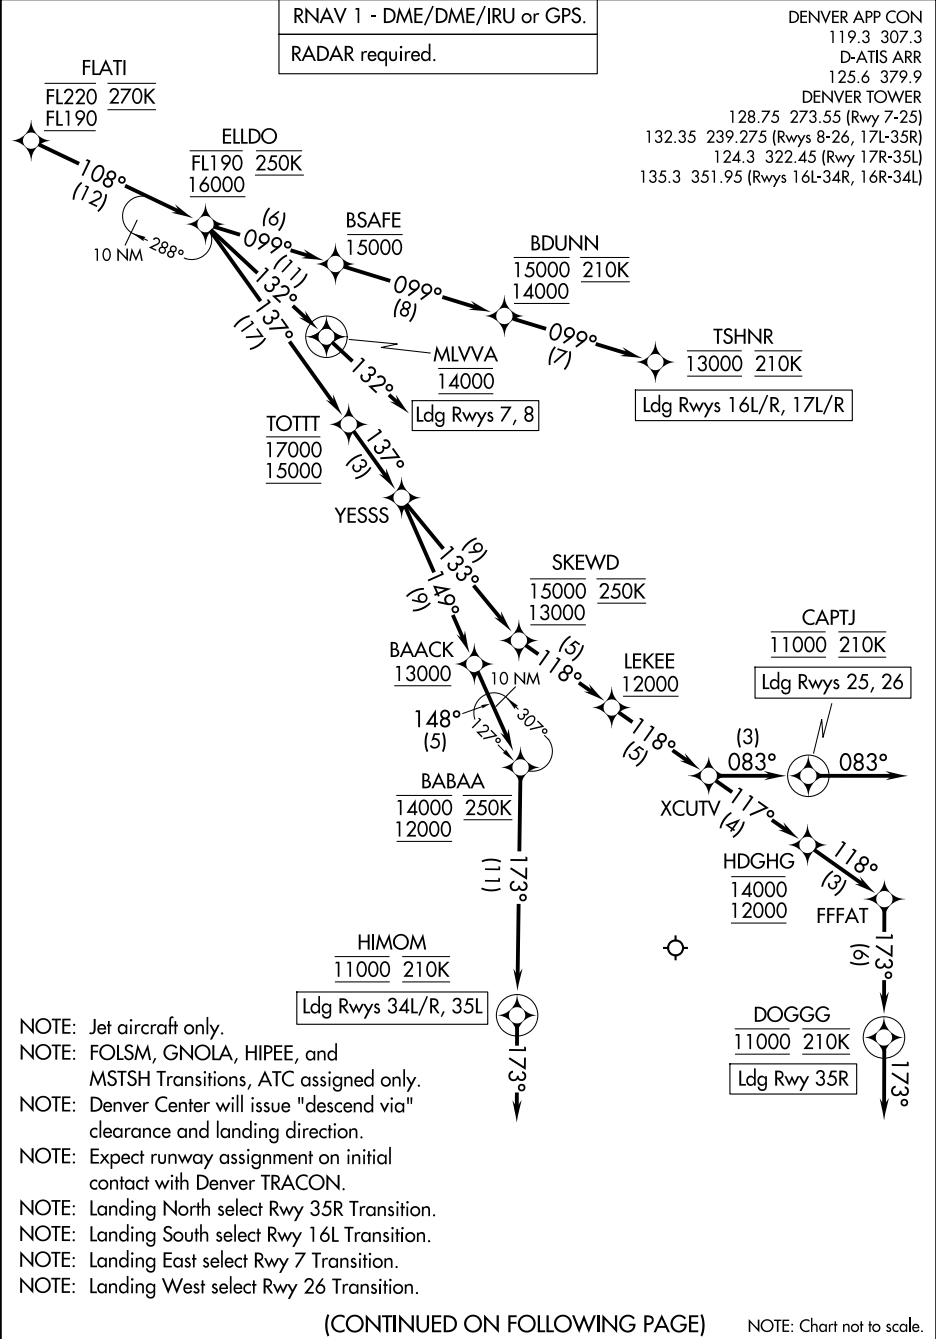 RNAV 1 - DME/DME/IRU or GPS.
RADAR required.
DENVER APP CON
119.3 307.3
D-ATIS ARR
125.6 379.9
DENVER TOWER
128.75 273.55 (Rwy 7-25)
132.35 239.275 (Rwys 8-26, 17L-35R)
124.3 322.45 (Rwy 17R-35L)
135.3 351.95 (Rwys 16L-34R, 16R-34L)
FLATI
FL220 270K
FL190
108°
(12)
ELLDO
FL190 250K
16000
10 NM
288°
(6)
099°
BSAFE
15000
099°
(8)
BDUNN
15000 210K
14000
099°
(7)
TSHNR
13000 210K
Ldg Rwys 16L/R, 17L/R
(11)
132°
MLVVA
14000
132°
Ldg Rwys 7, 8
137°
(17)
TOTTT
17000
15000
137°
(3)
YESSS
(9)
133°
149°
(9)
SKEWD
15000 250K
13000
(5)
118°
LEKEE
12000
118°
(5)
CAPTJ
11000 210K
Ldg Rwys 25, 26
(3)
083°
083°
XCUTV
117°
(4)
BAACK
13000
10 NM
148°
(5)
127°
307°
BABAA
14000 250K
12000
173°
(11)
HDGHG
14000
12000
118°
(3)
FFFAT
173°
(6)
HIMOM
11000 210K
Ldg Rwys 34L/R, 35L
173°
DOGGG
11000 210K
Ldg Rwy 35R
173°
NOTE: Jet aircraft only.
NOTE: FOLSM, GNOLA, HIPEE, and
MSTSH Transitions, ATC assigned only.
NOTE: Denver Center will issue "descend via"
clearance and landing direction.
NOTE: Expect runway assignment on initial
contact with Denver TRACON.
NOTE: Landing North select Rwy 35R Transition.
NOTE: Landing South select Rwy 16L Transition.
NOTE: Landing East select Rwy 7 Transition.
NOTE: Landing West select Rwy 26 Transition.
(CONTINUED ON FOLLOWING PAGE)
NOTE: Chart not to scale.